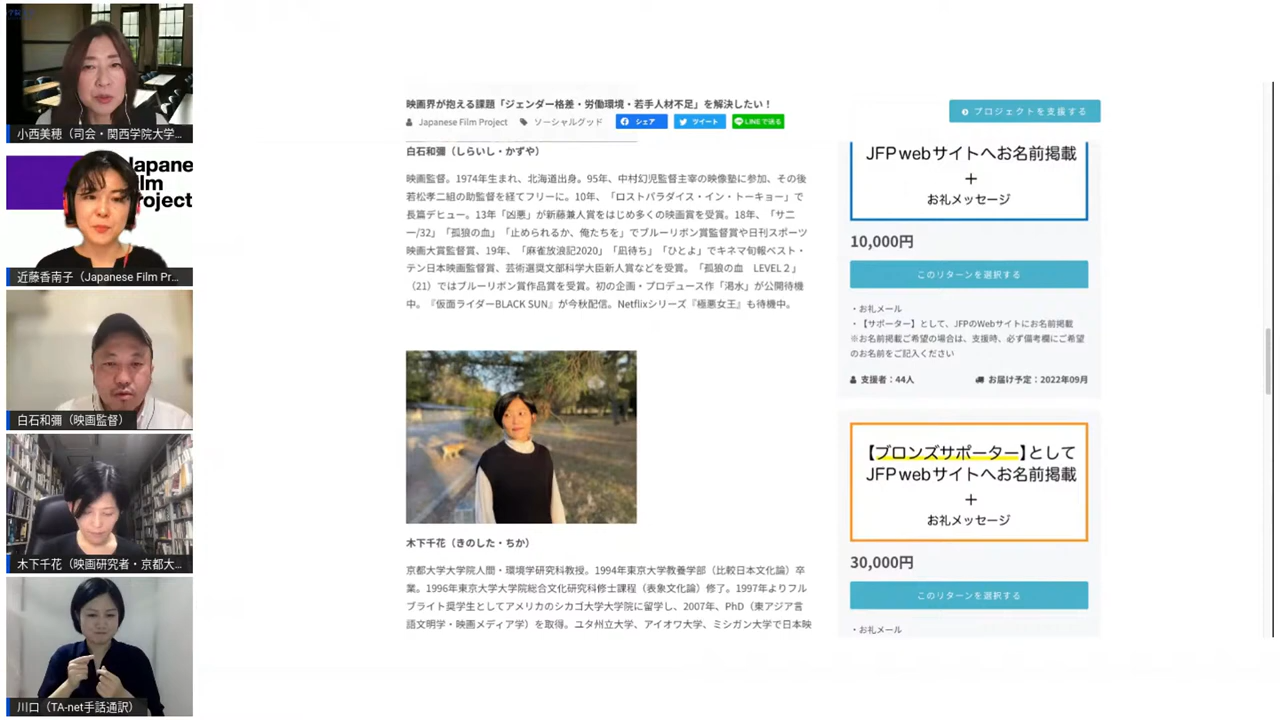 小西美穂（司会・関西学院大学...
Japane
ilm
roject
近藤香南子（Japanese Film Pr...
白石和彌（映画監督）
木下千花（映画研究者・京都大...
川口（TA-net手話通訳）
映画界が抱える課題「ジェンダー格差・労働環境・若手人材不足」を解決したい！
Japanese Film Project
ソーシャルグッド
シェア
ツイート
LINEで送る
プロジェクトを支援する
白石和彌（しらいし・かずや）
映画監督。1974年生まれ、北海道出身。95年、中村幻児監督主宰の映像塾に参加、その後
若松孝二組の助監督を経てフリーに。10年、「ロストパラダイス・イン・トーキョー」で
長篇デビュー。13年「凶悪」が新藤兼人賞をはじめ多くの映画賞を受賞。18年、「サニ
ー/32」「孤狼の血」「止められるか、俺たちを」でブルーリボン賞監督賞や日刊スポーツ
映画大賞監督賞、19年、「麻雀放浪記2020」「凪待ち」「ひとよ」でキネマ旬報ベスト・
テン日本映画監督賞、芸術選奨文部科学大臣新人賞などを受賞。「孤狼の血　LEVEL２」
（21）ではブルーリボン賞作品賞を受賞。初の企画・プロデュース作「渇水」が公開待機
中。『仮面ライダーBLACK SUN』が今秋配信。Netflixシリーズ『極悪女王』も待機中。
木下千花（きのした・ちか）
京都大学大学院人間・環境学研究科教授。1994年東京大学教養学部（比較日本文化論）卒
業。1996年東京大学大学院総合文化研究科修士課程（表象文化論）修了。1997年よりフル
ブライト奨学生としてアメリカのシカゴ大学大学院に留学し、2007年、PhD（東アジア言
語文明学・映画メディア学）を取得。ユタ州立大学、アイオワ大学、ミシガン大学で日本映
JFP webサイトへお名前掲載
+
お礼メッセージ
10,000円
このリターンを選択する
・お礼メール
・【サポーター】として、JFPのWebサイトにお名前掲載
※お名前掲載ご希望の場合は、支援時、必ず備考欄にご希望
のお名前をご記入ください
支援者：44人
お届け予定：2022年09月
【ブロンズサポーター】として
JFP webサイトへお名前掲載
+
お礼メッセージ
30,000円
このリターンを選択する
・お礼メール